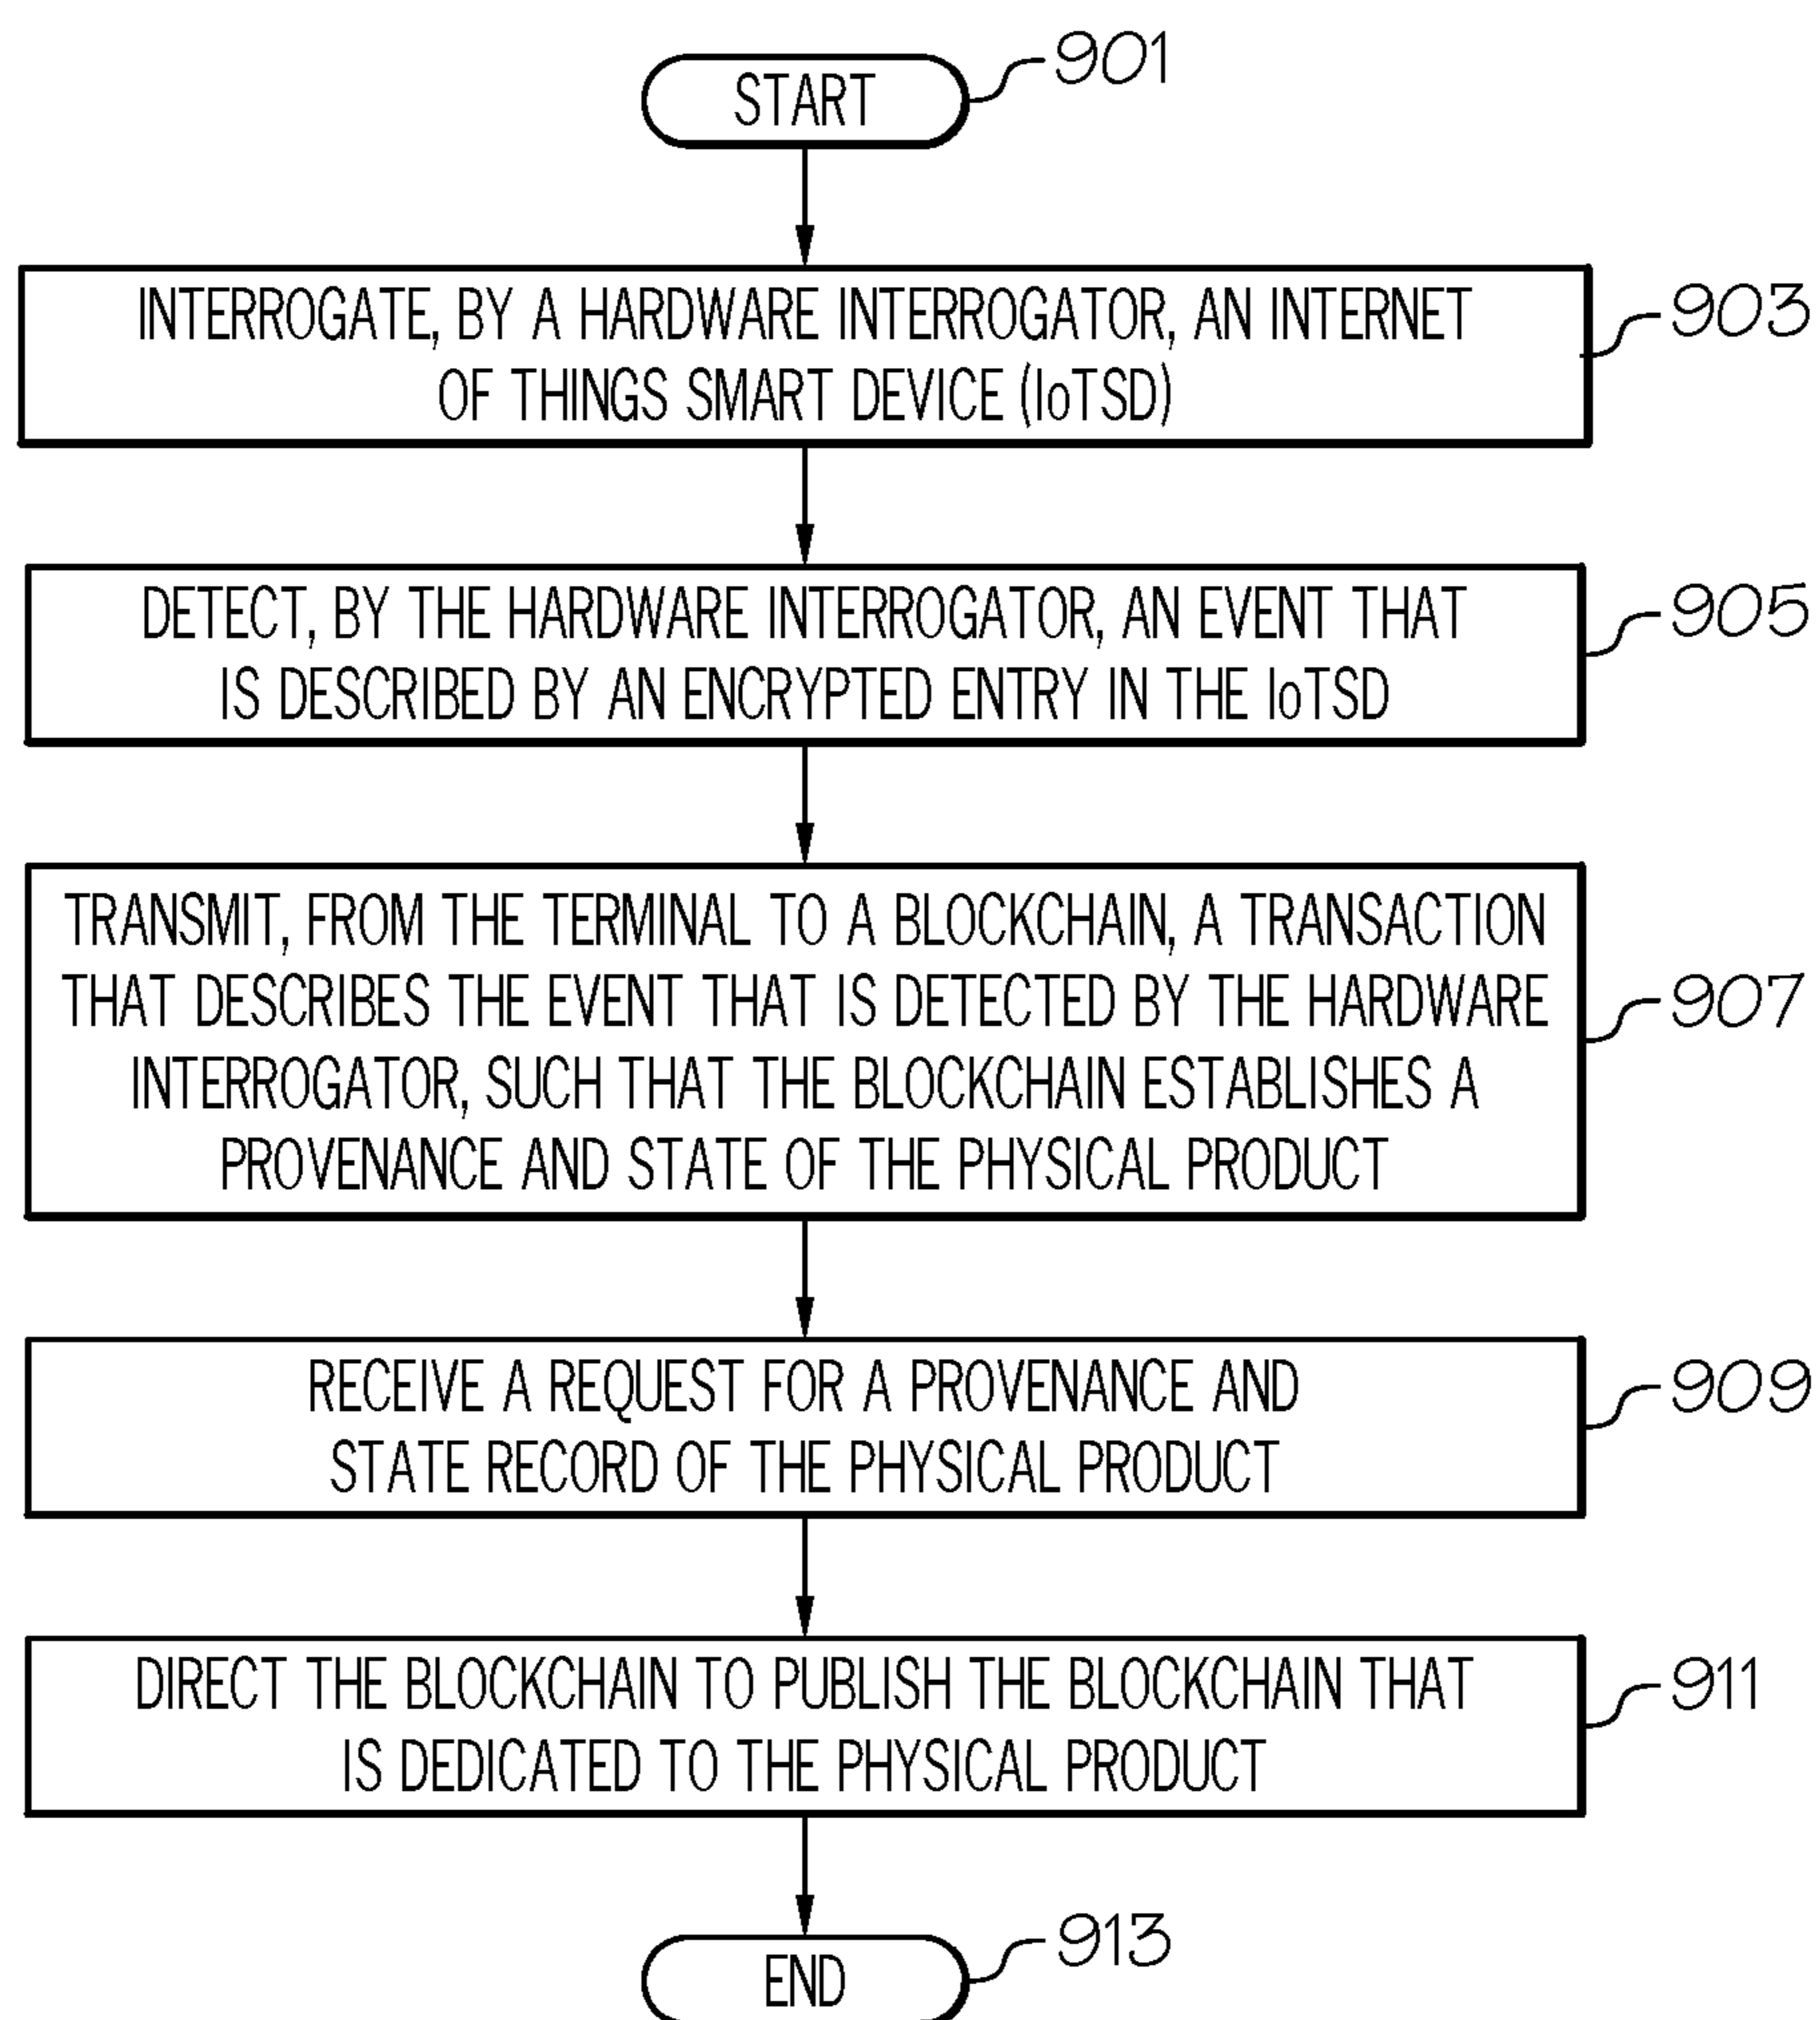 START
901
INTERROGATE, BY A HARDWARE INTERROGATOR, AN INTERNET
OF THINGS SMART DEVICE (IoTSD)
903
DETECT, BY THE HARDWARE INTERROGATOR, AN EVENT THAT
IS DESCRIBED BY AN ENCRYPTED ENTRY IN THE IoTSD
905
TRANSMIT, FROM THE TERMINAL TO A BLOCKCHAIN, A TRANSACTION
THAT DESCRIBES THE EVENT THAT IS DETECTED BY THE HARDWARE
INTERROGATOR, SUCH THAT THE BLOCKCHAIN ESTABLISHES A
PROVENANCE AND STATE OF THE PHYSICAL PRODUCT
907
RECEIVE A REQUEST FOR A PROVENANCE AND
STATE RECORD OF THE PHYSICAL PRODUCT
909
DIRECT THE BLOCKCHAIN TO PUBLISH THE BLOCKCHAIN THAT
IS DEDICATED TO THE PHYSICAL PRODUCT
911
END
913